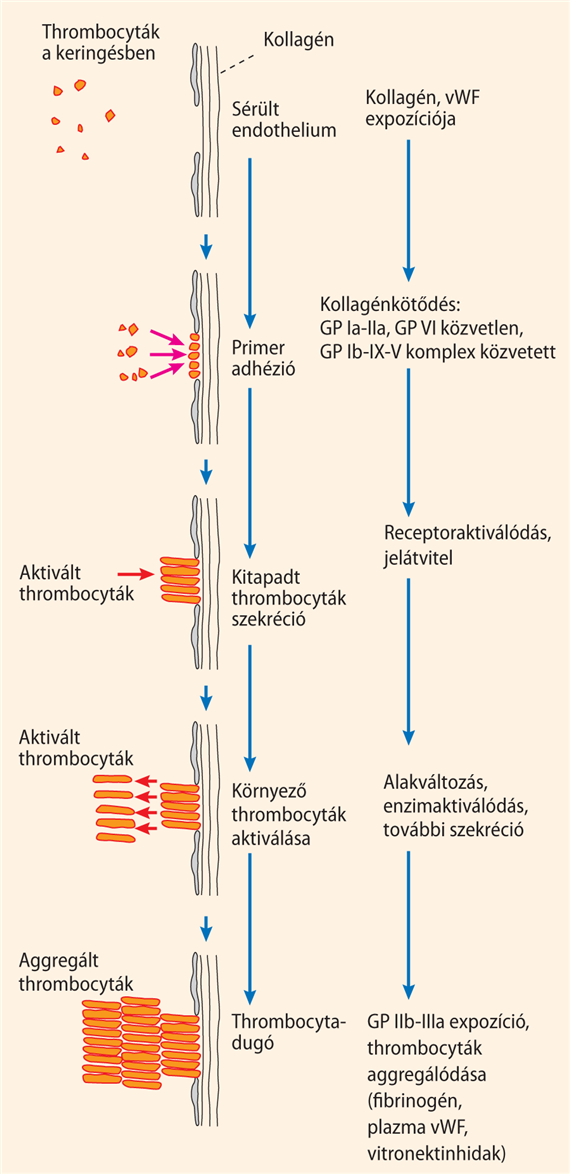 Thrombocyták
a keringésben
Kollagén
Sérült
endothelium
Kollagén, vWF
expozíciója
Kollagénkötődés:
GP Ia-IIa, GP VI közvetlen,
GP Ib-IX-V komplex közvetett
Primer
adhézió
Receptoraktiválódás,
jelátvitel
Aktivált
thrombocyták
Kitapadt
thrombocyták
szekréció
Aktivált
thrombocyták
Környező
thrombocyták
aktiválása
Alakváltozás,
enzimaktiválódás,
további szekréció
Aggregált
thrombocyták
Thrombocyta-
dugó
GP IIb-IIIa expozíció,
thrombocyták
aggregálódása
(fibrinogén,
plazma vWF,
vitronektinhidak)